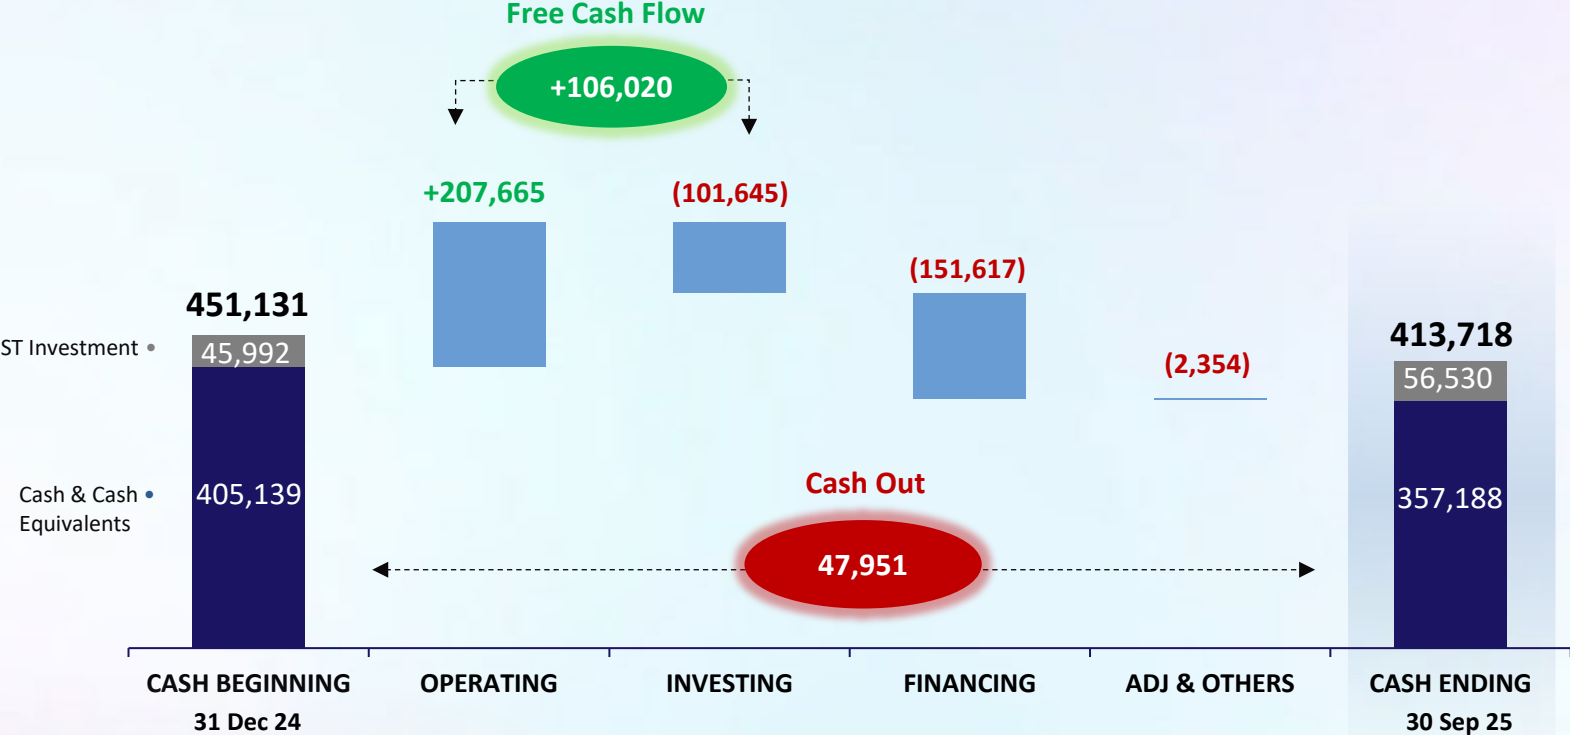 Free Cash Flow
+106,020
+207,665
(101,645)
(151,617)
(2,354)
451,131
ST Investment •
45,992
Cash & Cash •
Equivalents
405,139
413,718
56,530
357,188
Cash Out
47,951
CASH BEGINNING
31 Dec 24
OPERATING
INVESTING
FINANCING
ADJ & OTHERS
CASH ENDING
30 Sep 25